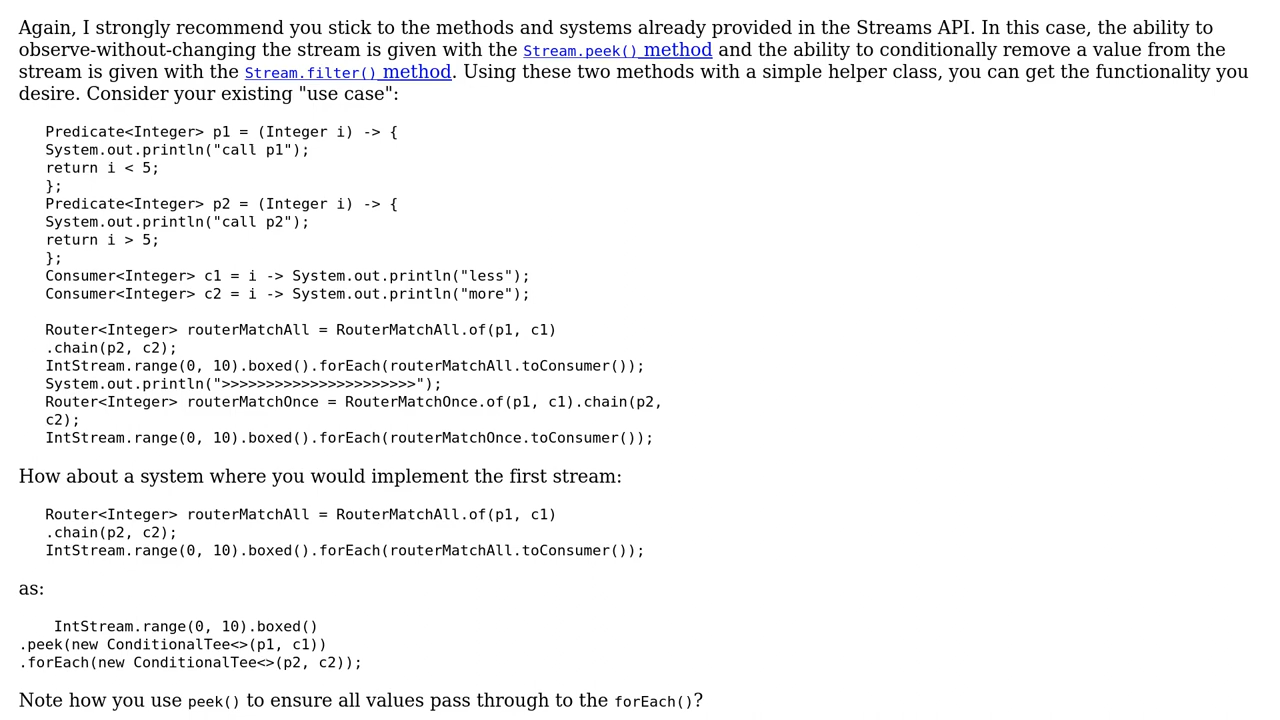 Again, I strongly recommend you stick to the methods and systems already provided in the Streams API. In this case, the ability to
observe-without-changing the stream is given with the Stream.peek() method and the ability to conditionally remove a value from the
stream is given with the Stream.filter() method. Using these two methods with a simple helper class, you can get the functionality you
desire. Consider your existing "use case":
Predicate<Integer> p1 = (Integer i) -> {
System.out.println("call p1");
return i < 5;
};
Predicate<Integer> p2 = (Integer i) -> {
System.out.println("call p2");
return i > 5;
};
Consumer<Integer> c1 = i -> System.out.println("less");
Consumer<Integer> c2 = i -> System.out.println("more");
Router<Integer> routerMatchAll = RouterMatchAll.of(p1, c1)
.chain(p2, c2);
IntStream.range(0, 10).boxed().forEach(routerMatchAll.toConsumer());
System.out.println(">>>>>>>>>>>>>>>>>>>>>>");
Router<Integer> routerMatchOnce = RouterMatchOnce.of(p1, c1).chain(p2,
c2);
IntStream.range(0, 10).boxed().forEach(routerMatchOnce.toConsumer());
How about a system where you would implement the first stream:
Router<Integer> routerMatchAll = RouterMatchAll.of(p1, c1)
.chain(p2, c2);
IntStream.range(0, 10).boxed().forEach(routerMatchAll.toConsumer());
as:
IntStream.range(0, 10).boxed()
.peek(new ConditionalTee<>(p1, c1))
.forEach(new ConditionalTee<>(p2, c2));
Note how you use peek() to ensure all values pass through to the forEach()?